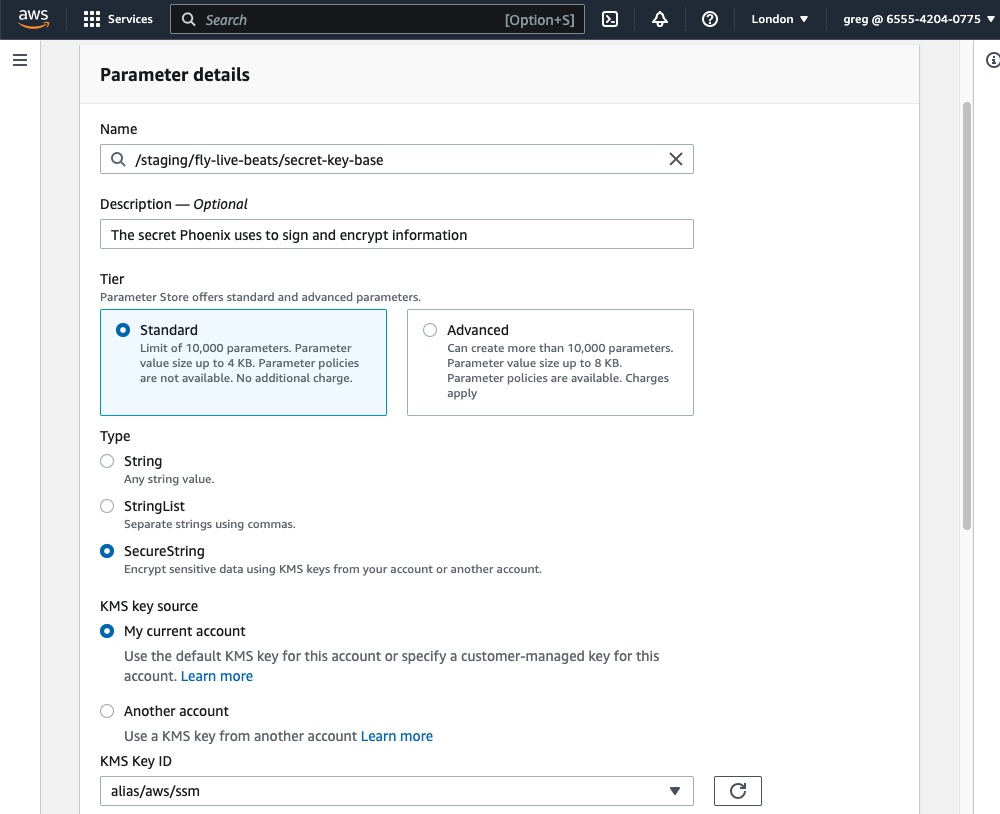 aws
Services
Search
[Option+S]
London
greg @ 6555-4204-0775
Parameter details
Name
/staging/fly-live-beats/secret-key-base
Description — Optional
The secret Phoenix uses to sign and encrypt information
Tier
Parameter Store offers standard and advanced parameters.
Standard
Limit of 10,000 parameters. Parameter
value size up to 4 KB. Parameter policies
are not available. No additional charge.
Advanced
Can create more than 10,000 parameters.
Parameter value size up to 8 KB.
Parameter policies are available. Charges
apply
Type
String
Any string value.
StringList
Separate strings using commas.
SecureString
Encrypt sensitive data using KMS keys from your account or another account.
KMS key source
My current account
Use the default KMS key for this account or specify a customer-managed key for this
account. Learn more
Another account
Use a KMS key from another account Learn more
KMS Key ID
alias/aws/ssm